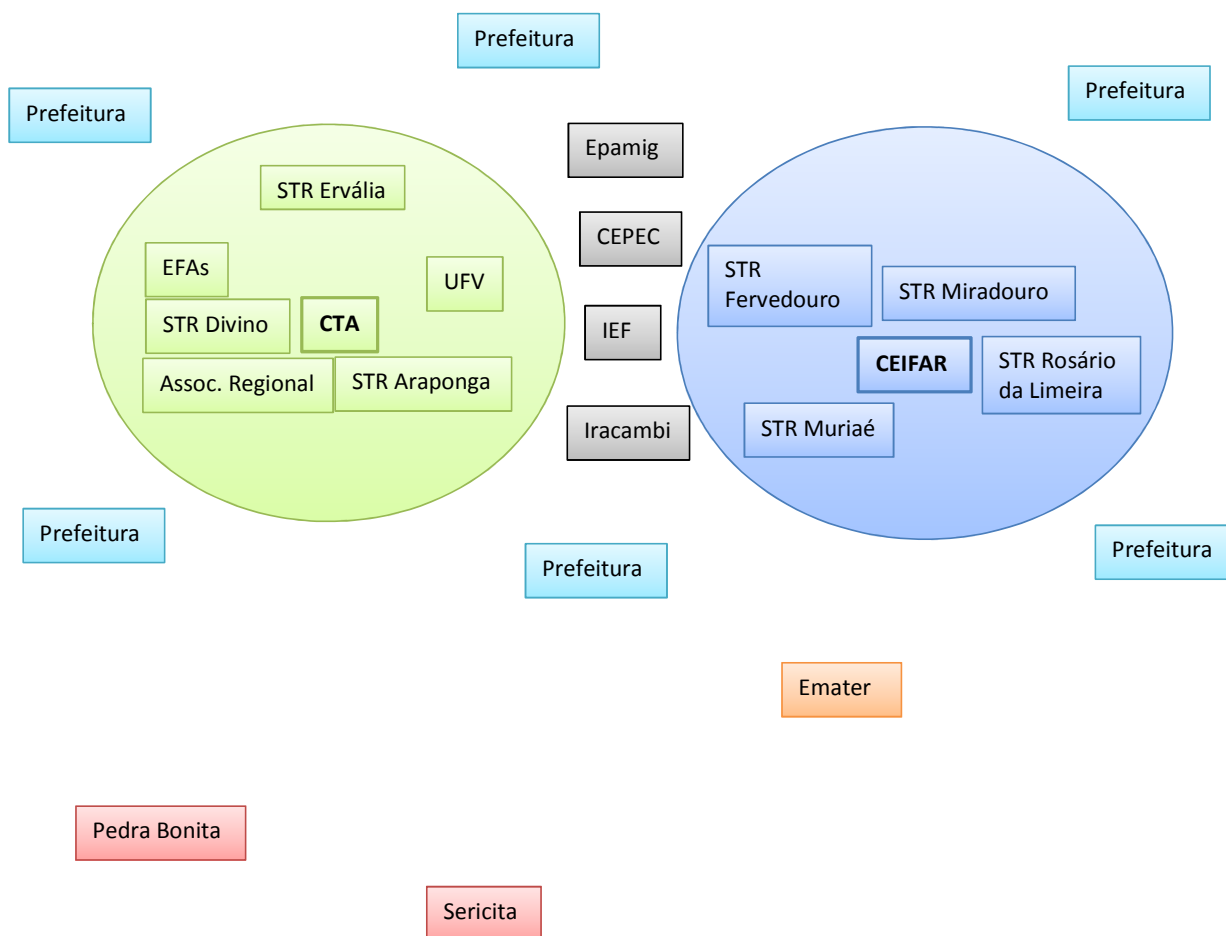 Prefeitura
Prefeitura
Prefeitura
Epamig
STR Ervália
CEPEC
EFAs
UFV
STR
Fervedouro
STR Miradouro
STR Divino
CTA
IEF
CEIFAR
STR Rosário
da Limeira
Assoc. Regional
STR Araponga
Iracambi
STR Muriaé
Prefeitura
Prefeitura
Prefeitura
Emater
Pedra Bonita
Sericita